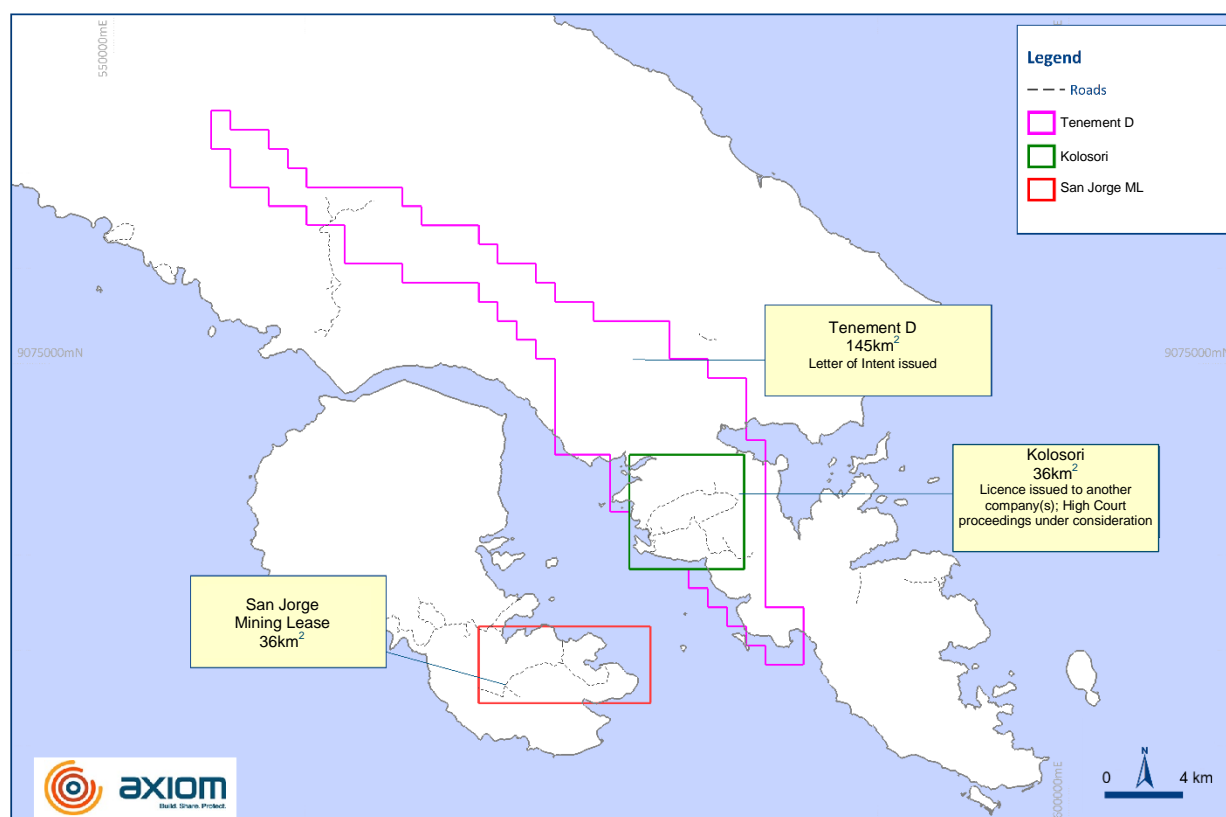 550000mE
Legend
Roads
Tenement D
Kolosori
San Jorge ML
Tenement D
145km²
Letter of Intent issued
9075000mN
9075000mN
Kolosori
36km²
Licence issued to another
company(s); High Court
proceedings under consideration
San Jorge
Mining Lease
36km²
N
0 4 km
axiom
Build. Share. Protect.